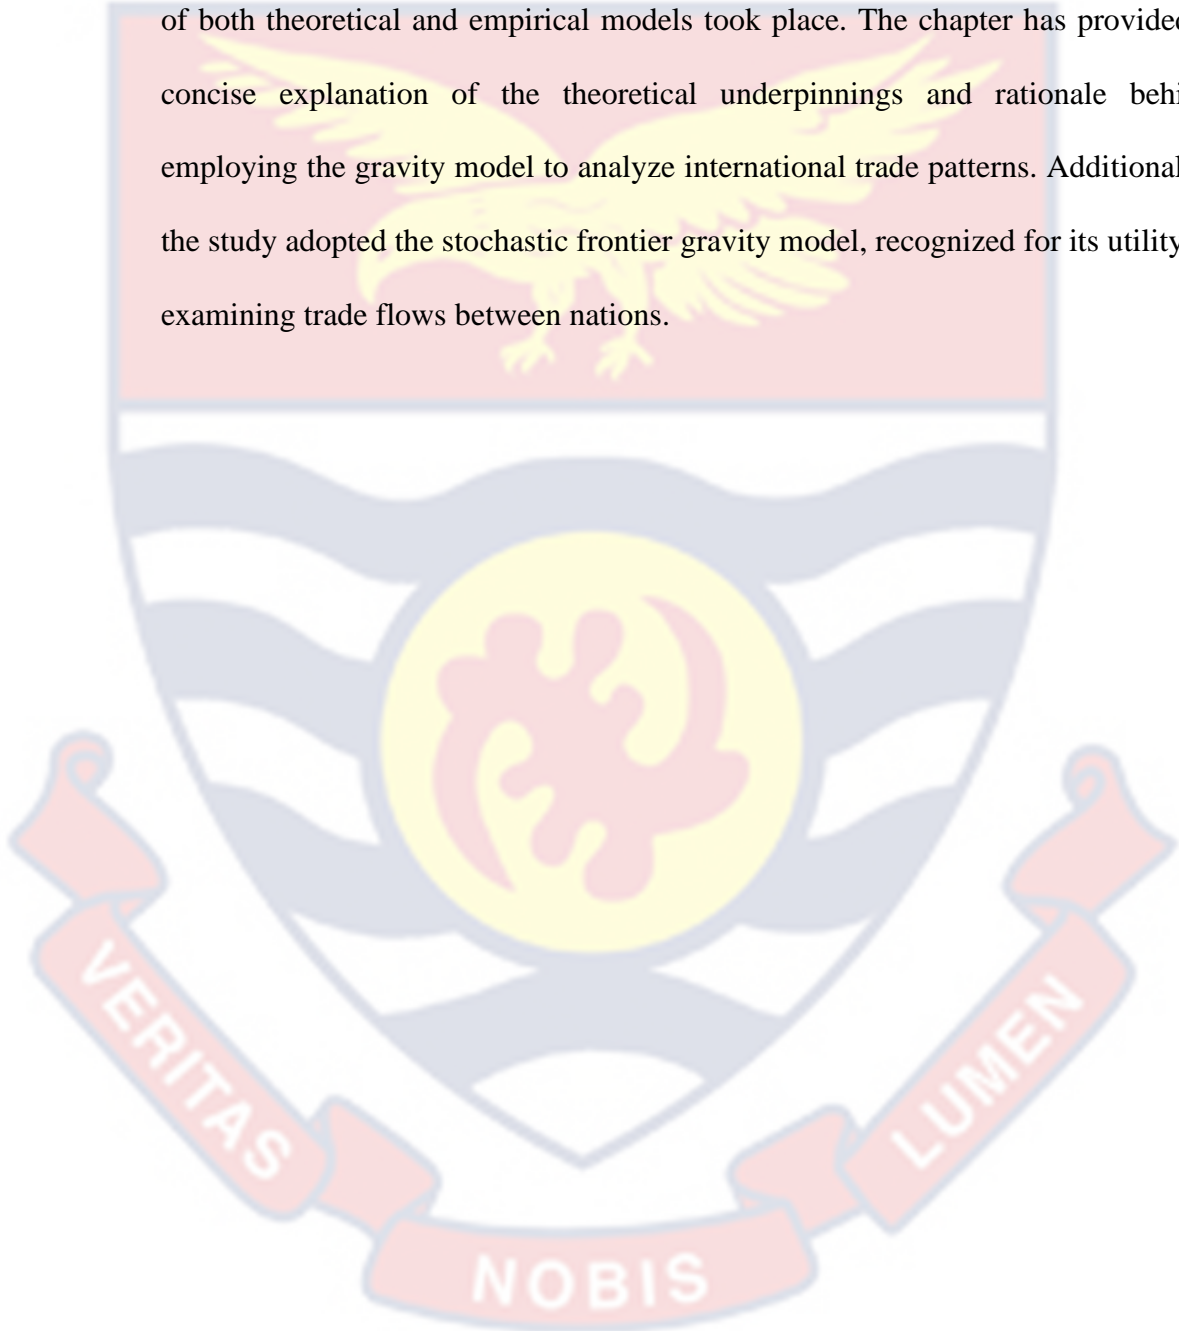 of both theoretical and empirical models took place. The chapter has provided
concise explanation of the theoretical underpinnings and rationale behi
employing the gravity model to analyze international trade patterns. Additional
the study adopted the stochastic frontier gravity model, recognized for its utility
examining trade flows between nations.
VERITAS
NOBIS
LUMEN